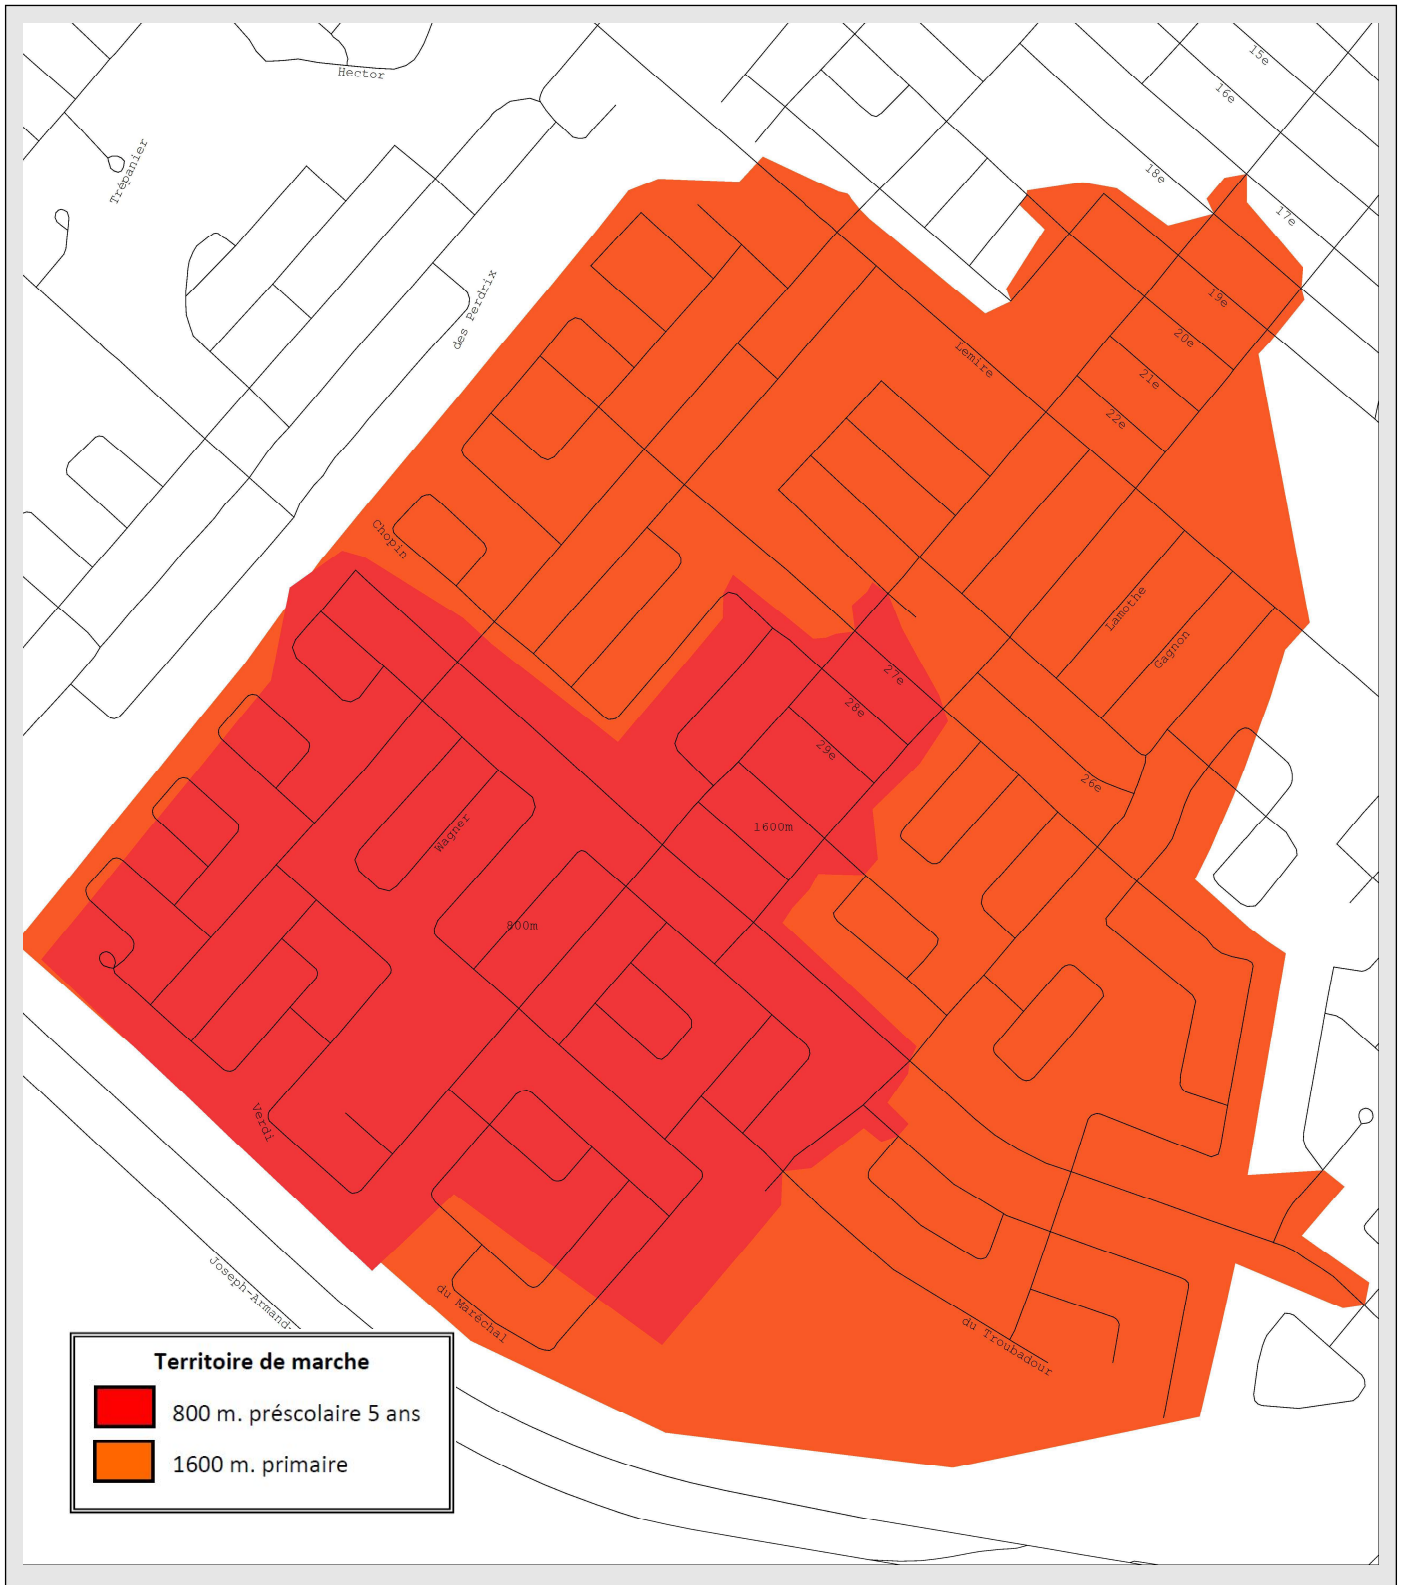 15e
Hector
16e
Trépanier
18e
17e
des Perdrix
19e
20e
Lemire
21e
22e
Chopin
Lamothe
Gagnon
27e
28e
29e
26e
Wagner
1600m
800m
Verdi
Joseph-Armand-
du Maréchal
du Troubadour
Territoire de marche
800 m. préscolaire 5 ans
1600 m. primaire